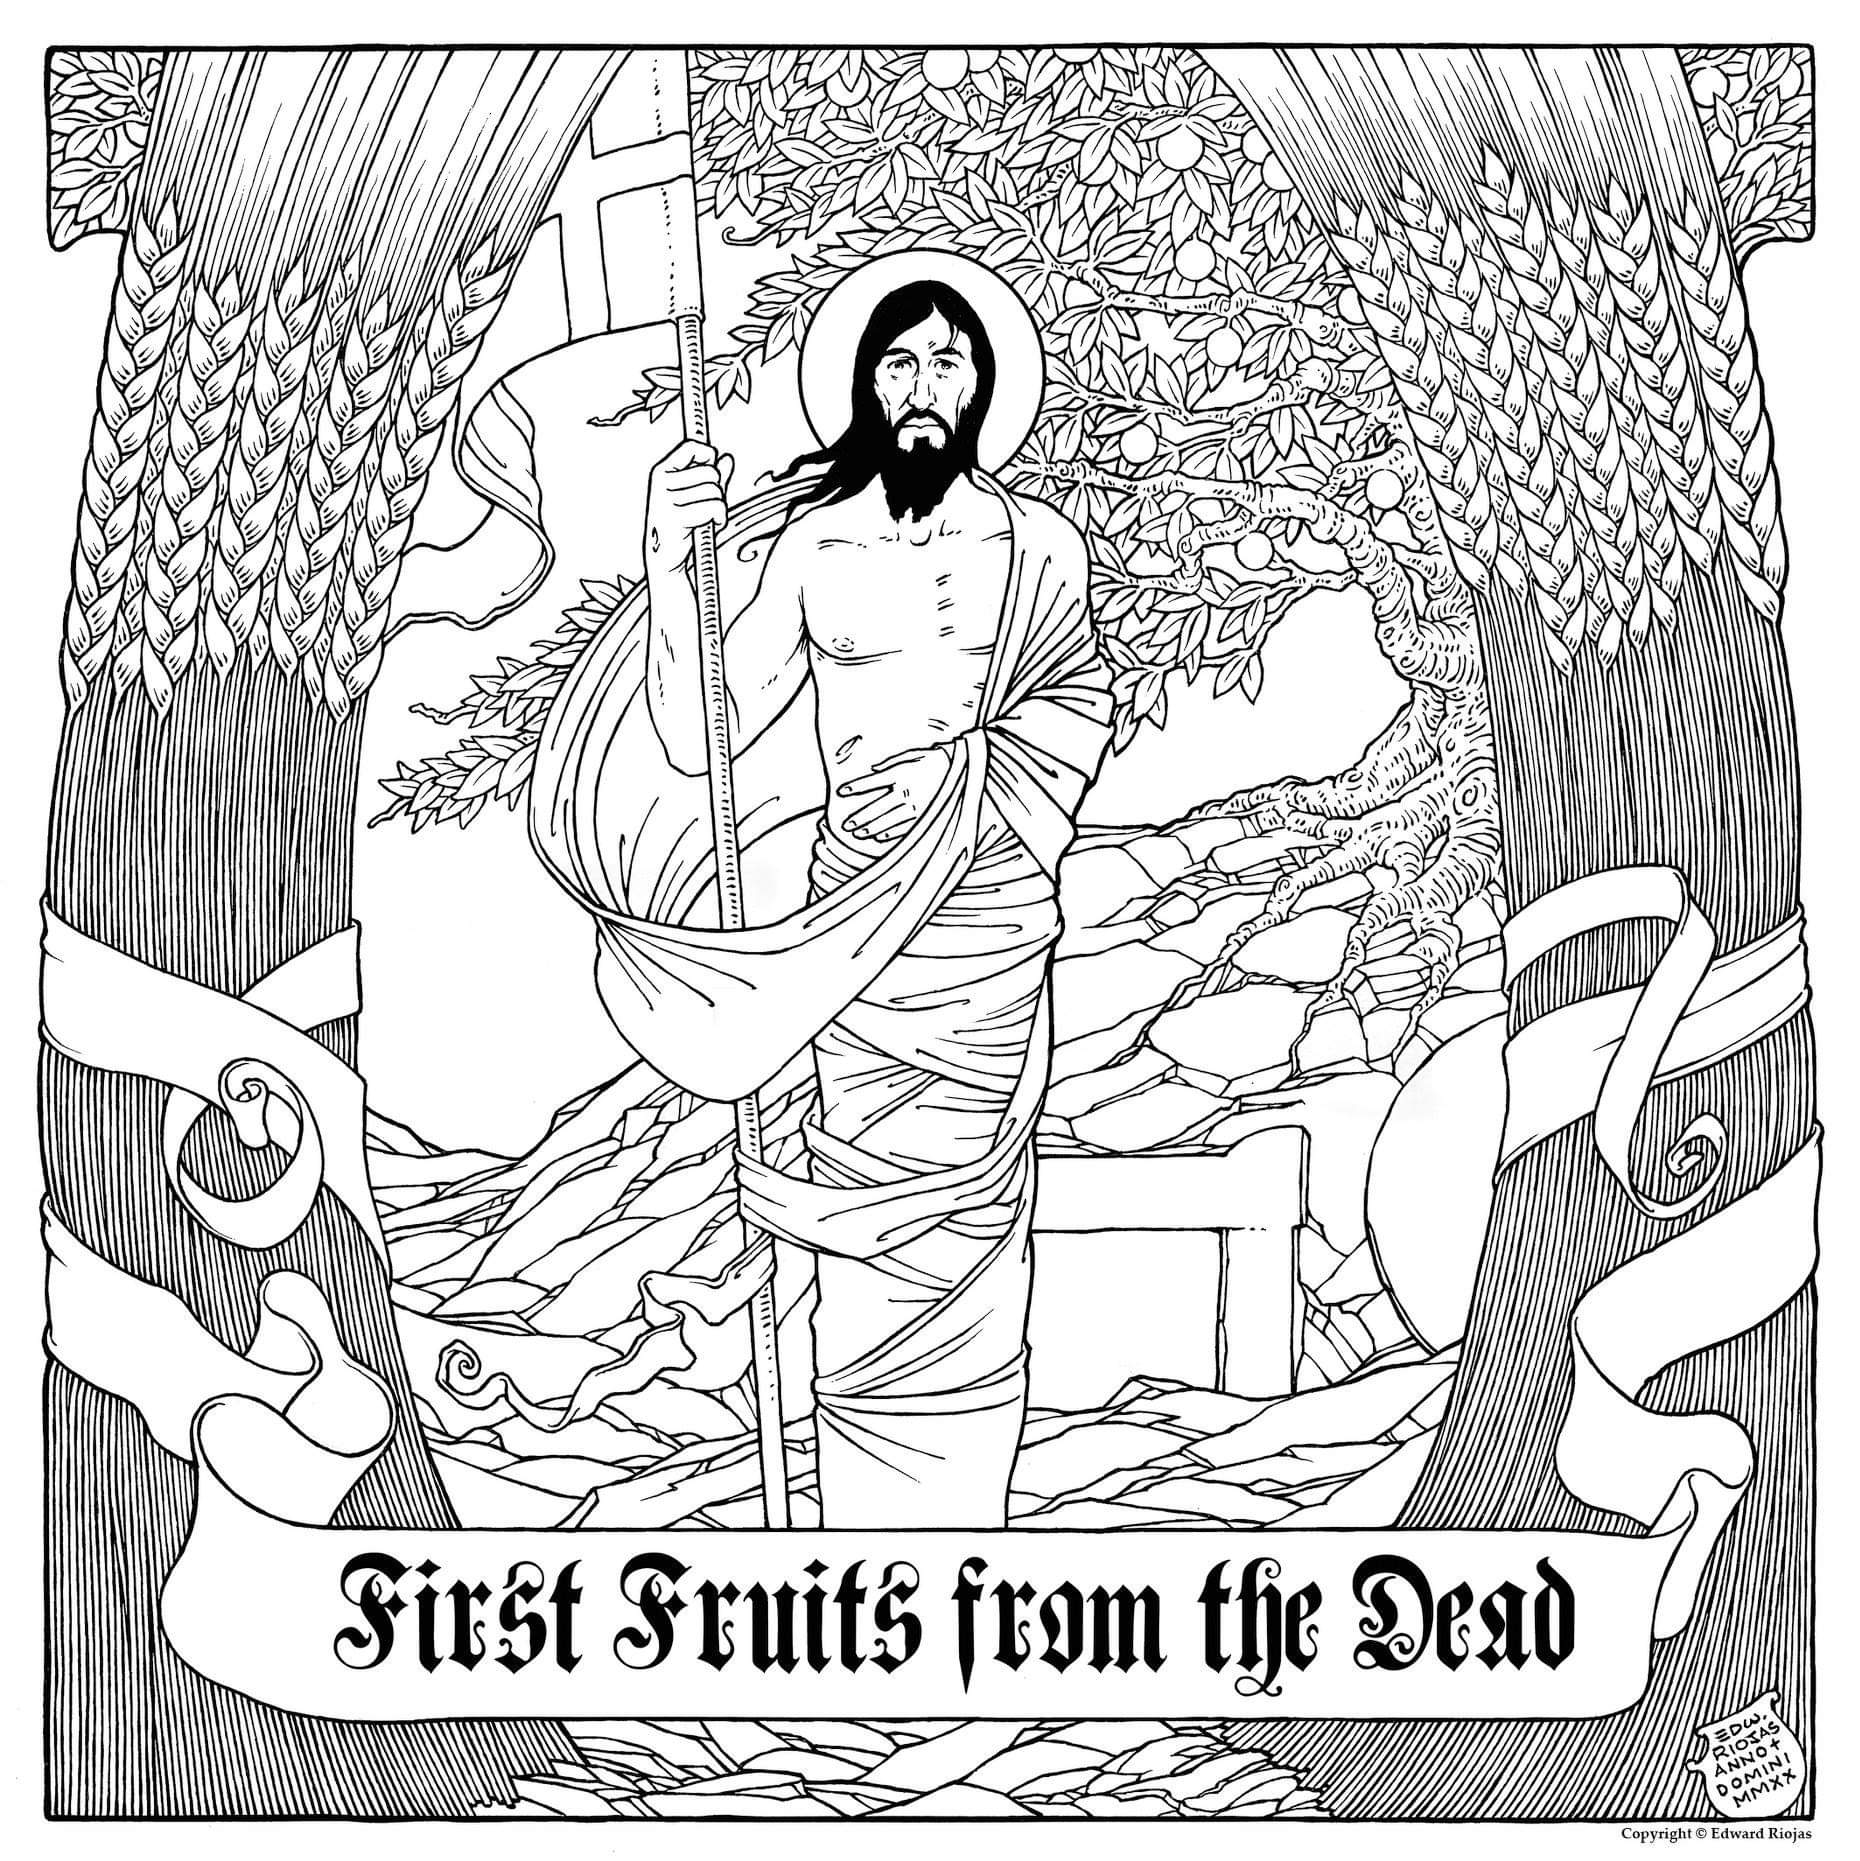 First Fruits from the Dead
EDW.
RIOJAS
ANNO+
DOMINI
MMXX
Copyright © Edward Riojas